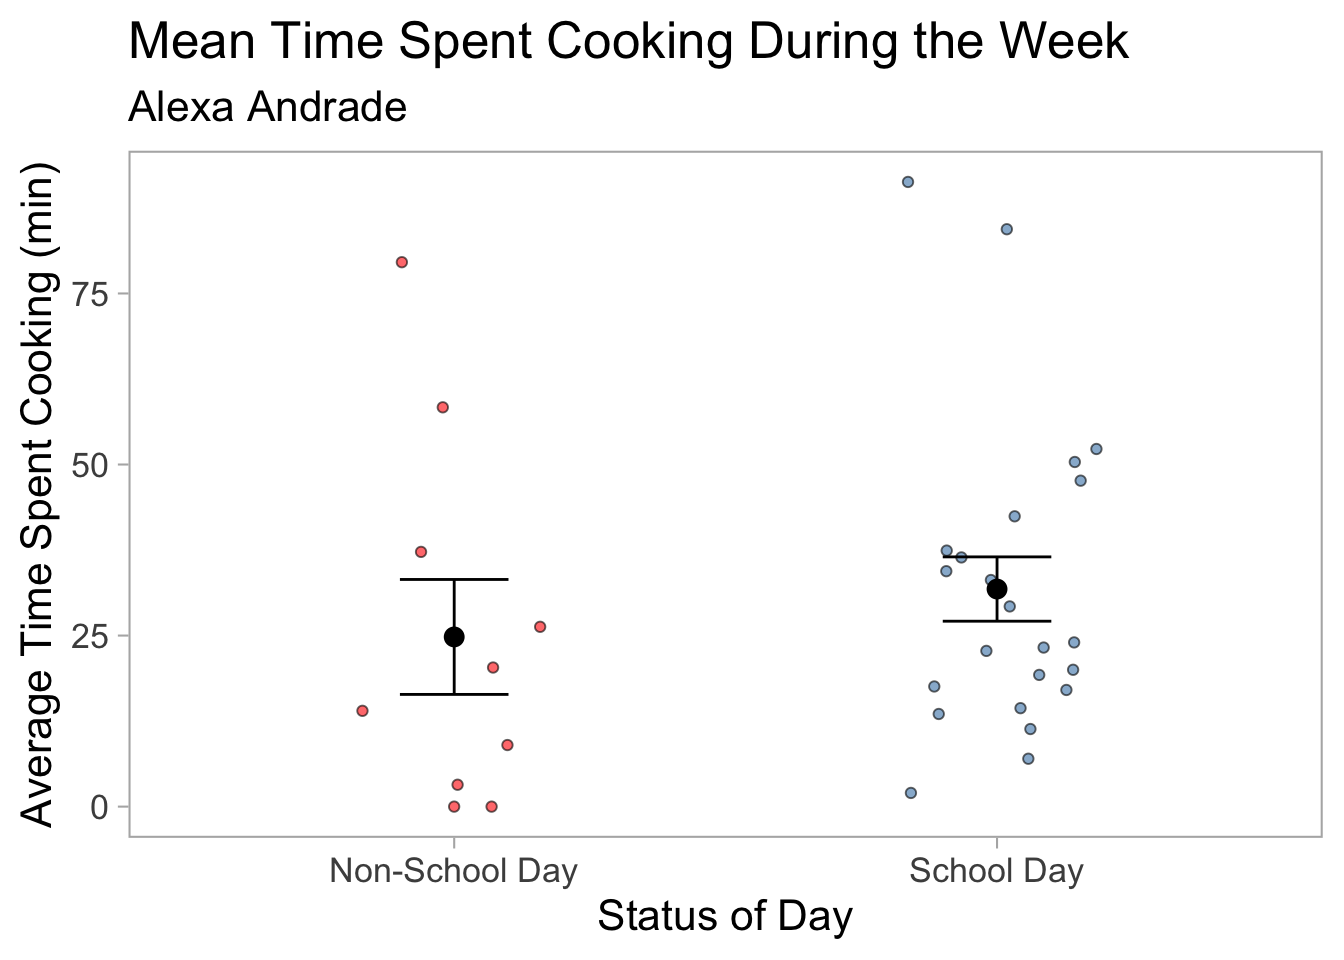 Mean Time Spent Cooking During the Week
Alexa Andrade
Average Time Spent Cooking (min)
75
50
25
0
Non-School Day
School Day
Status of Day